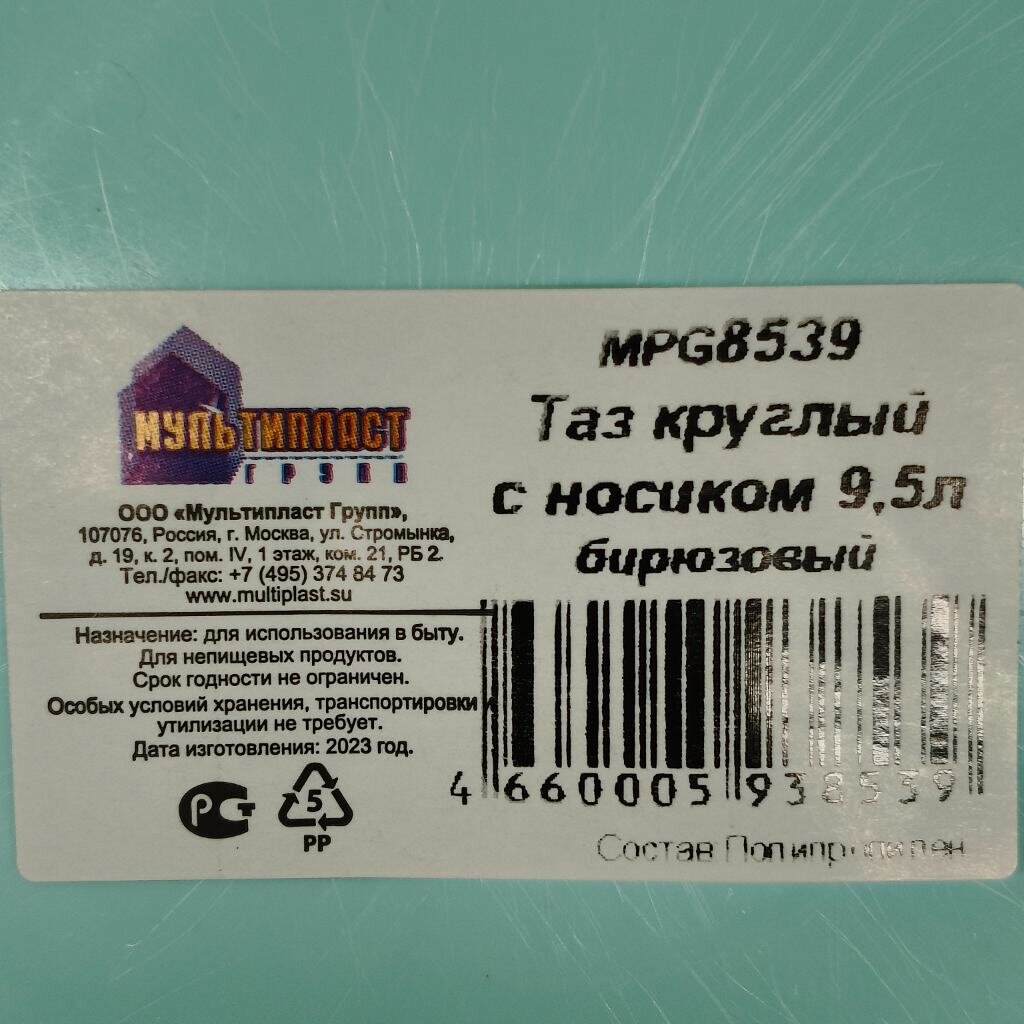 МУЛЬТИПЛАСТ
ГРУПП
ООО «Мультипласт Групп»,
107076, Россия, г. Москва, ул. Стромынка,
д. 19, к. 2, пом. IV, 1 этаж, ком. 21, РБ 2.
Тел./факс: +7 (495) 374 84 73
www.multiplast.su
Назначение: для использования в быту.
Для непищевых продуктов.
Срок годности не ограничен.
Особых условий хранения, транспортировки и
утилизации не требует.
Дата изготовления: 2023 год.
РСТ
5
PP
MPG8539
Таз круглый
с носиком 9,5л
бирюзовый
4 660005 938539
Состав Полипропилен